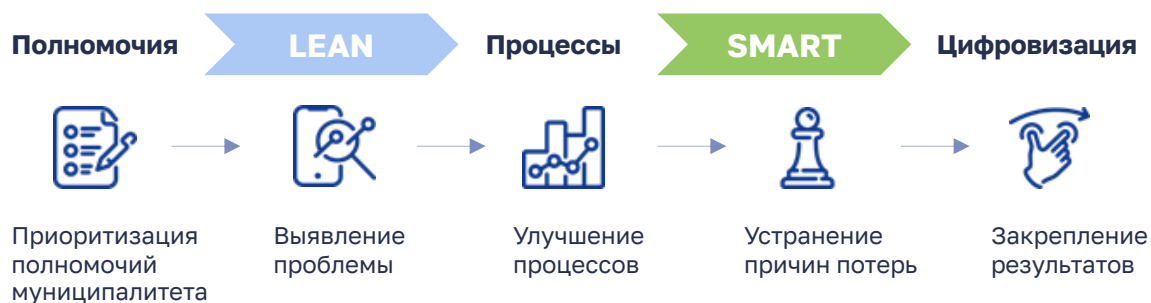 Полномочия LEAN Процессы SMART Цифровизация
Приоритизация
полномочий
муниципалитета
Выявление
проблемы
Улучшение
процессов
Устранение
причин потерь
Закрепление
результатов